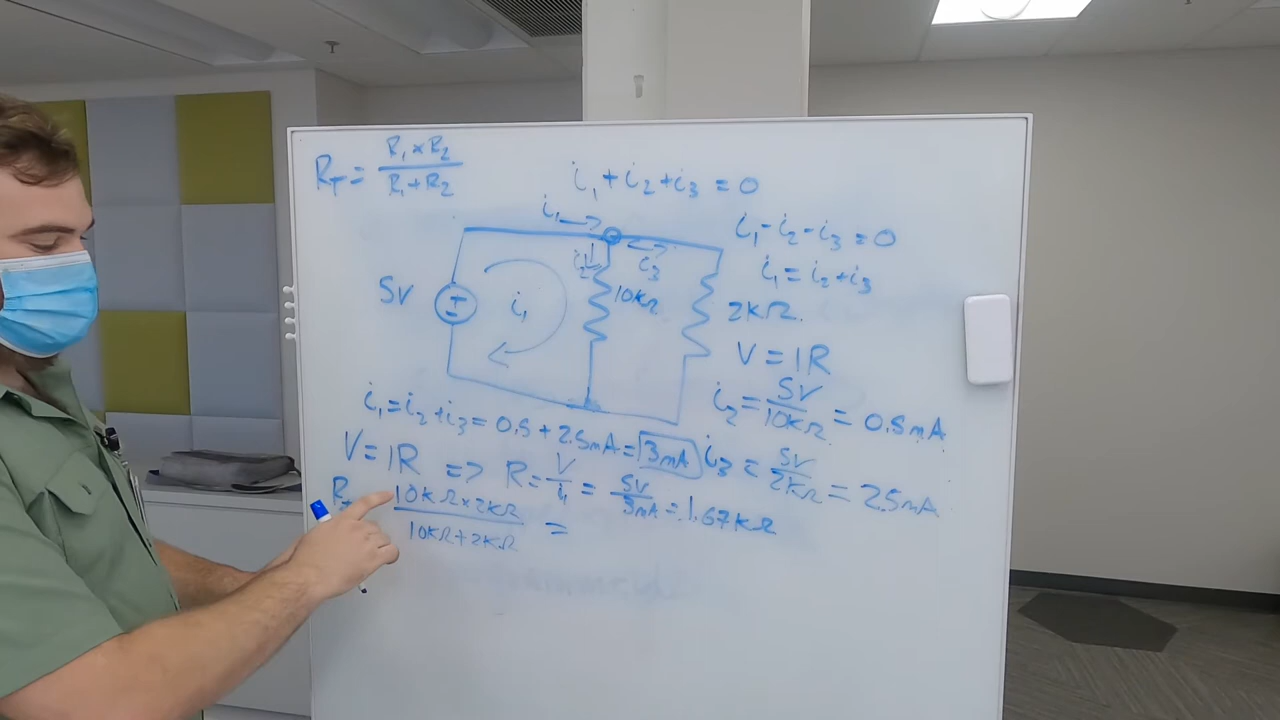 R_T = (R₁ × R₂) / (R₁ + R₂)
i₁ + i₂ + i₃ = 0
i₁ →
i₁ - i₂ - i₃ = 0
i₂ ↓
i₃
i₁ = i₂ + i₃
5V
+
-
i₁
10kΩ
2kΩ.
V = IR
i₂ = 5V / 10kΩ = 0.5mA
i₁ = i₂ + i₃ = 0.5 + 2.5mA = 3mA
i₃ = 5V / 2kΩ = 2.5mA
V = IR => R = V / i₁ = 5V / 3mA = 1.67kΩ
R (10kΩ × 2kΩ) / (10kΩ + 2kΩ) =